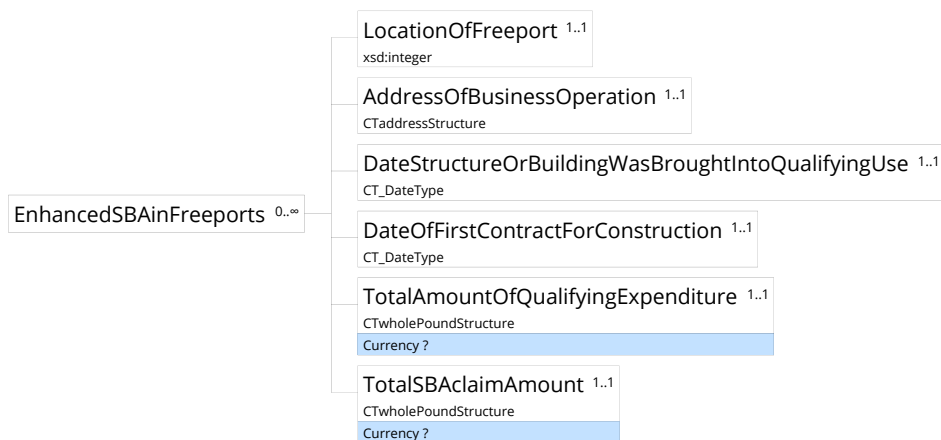 LocationOfFreeport 1..1
xsd:integer
AddressOfBusinessOperation 1..1
CTaddressStructure
DateStructureOrBuildingWasBroughtIntoQualifyingUse 1..1
CT_DateType
EnhancedSBAinFreeports 0..∞
DateOfFirstContractForConstruction 1..1
CT_DateType
TotalAmountOfQualifyingExpenditure 1..1
CTwholePoundStructure
Currency ?
TotalSBAclaimAmount 1..1
CTwholePoundStructure
Currency ?